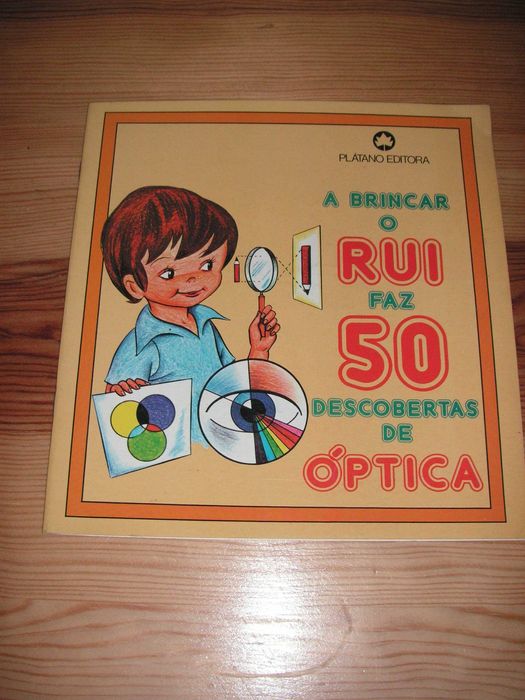 PLÁTANO EDITORA
A BRINCAR
O
RUI
FAZ
50
DESCOBERTAS
DE
ÓPTICA